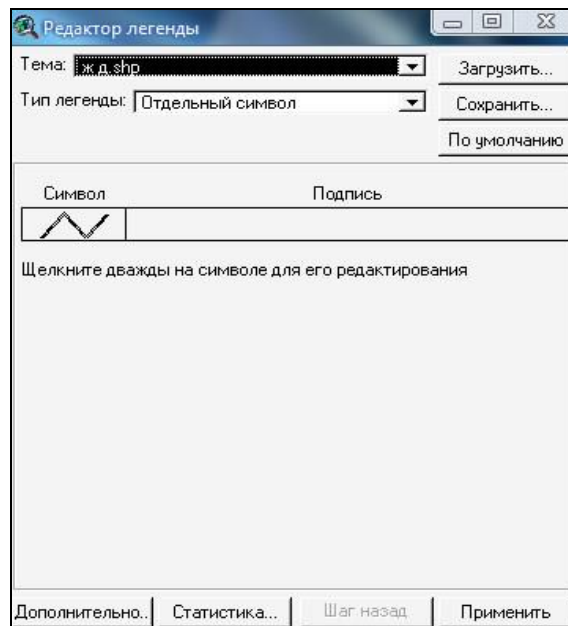 Редактор легенды
Тема: ж д.shp
Загрузить...
Тип легенды: Отдельный символ
Сохранить...
По умолчанию
Символ Подпись
Щелкните дважды на символе для его редактирования
Дополнительно.. Статистика... Шаг назад Применить